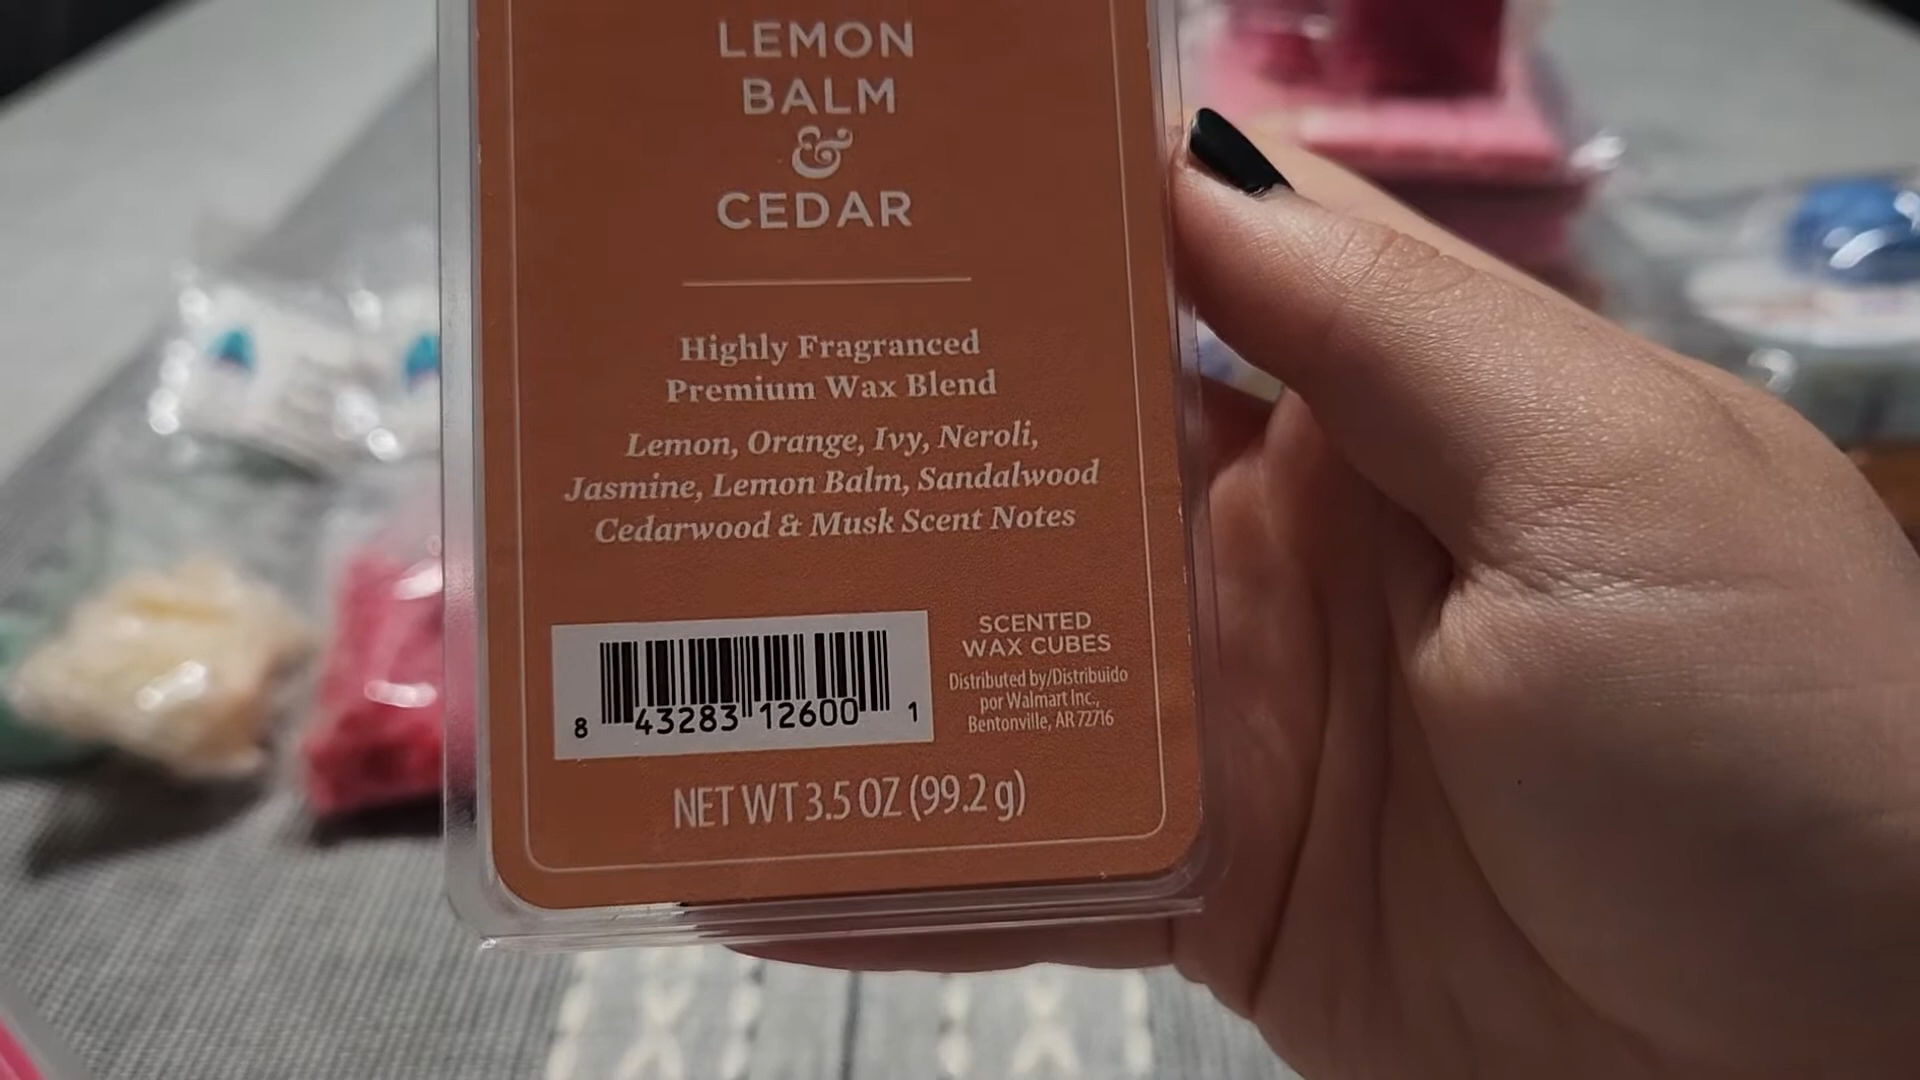 LEMON
BALM
&
CEDAR
Highly Fragranced
Premium Wax Blend
Lemon, Orange, Ivy, Neroli,
Jasmine, Lemon Balm, Sandalwood
Cedarwood & Musk Scent Notes
SCENTED
WAX CUBES
Distributed by/Distribuido
por Walmart Inc.,
Bentonville, AR 72716
8 43283 12600 1
NET WT 3.5 OZ (99.2 g)